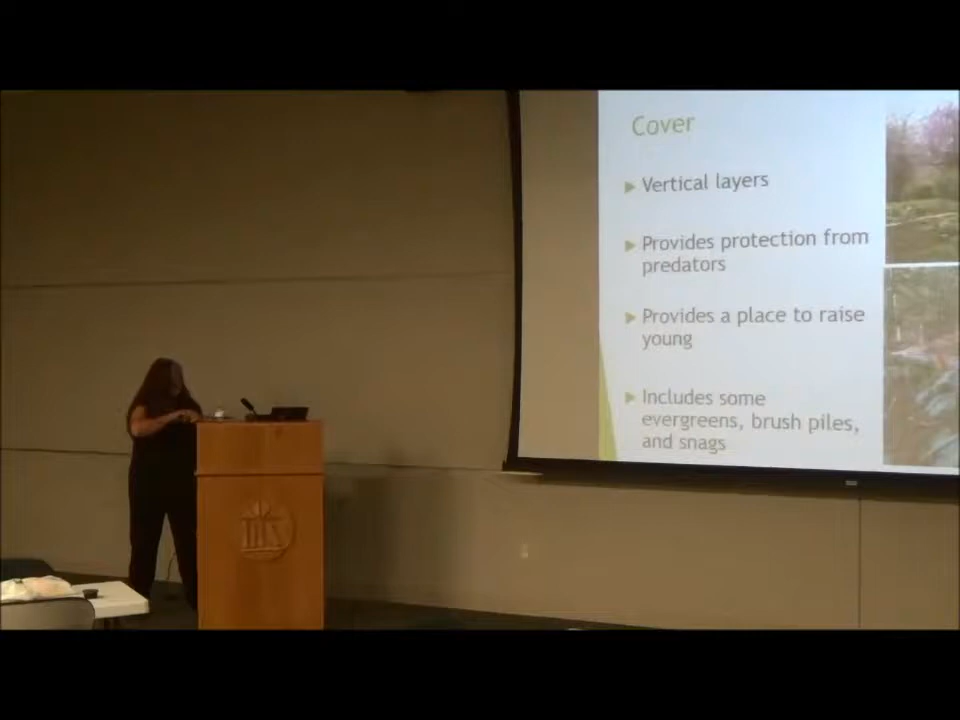 Cover
Vertical layers
Provides protection from
predators
Provides a place to raise
young
Includes some
evergreens, brush piles,
and snags